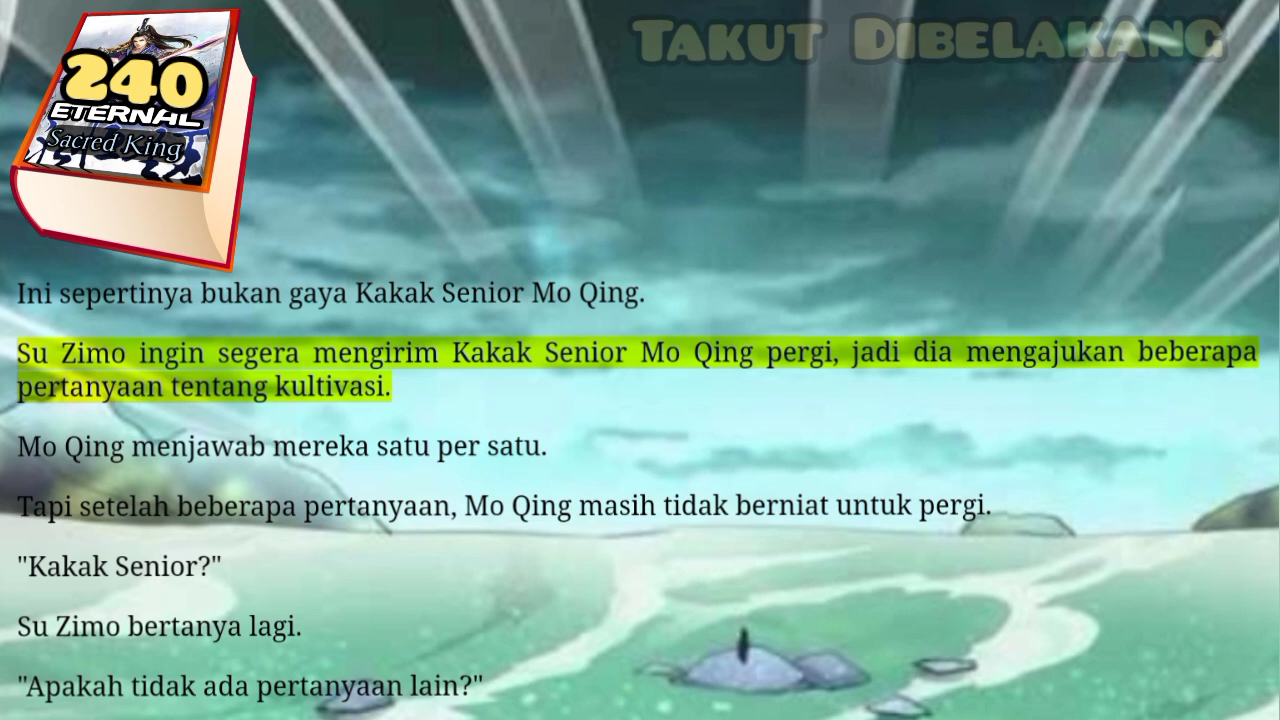 Takut Dibelakang
240
ETERNAL
Sacred King
Ini sepertinya bukan gaya Kakak Senior Mo Qing.
Su Zimo ingin segera mengirim Kakak Senior Mo Qing pergi, jadi dia mengajukan beberapa
pertanyaan tentang kultivasi.
Mo Qing menjawab mereka satu per satu.
Tapi setelah beberapa pertanyaan, Mo Qing masih tidak berniat untuk pergi.
"Kakak Senior?"
Su Zimo bertanya lagi.
"Apakah tidak ada pertanyaan lain?"